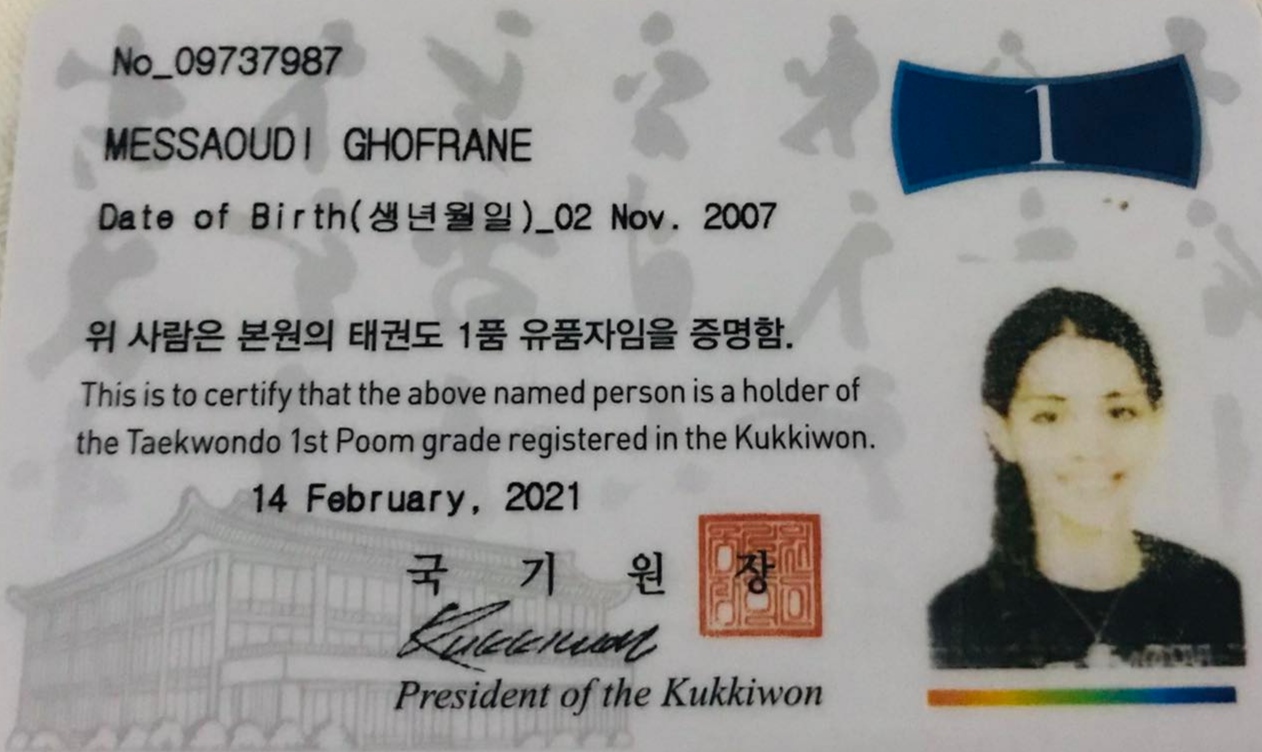 No_09737987
1
MESSAOUDI GHOFRANE
Date of Birth(생년월일)_02 Nov. 2007
위 사람은 본원의 태권도 1품 유품자임을 증명함.
This is to certify that the above named person is a holder of
the Taekwondo 1st Poom grade registered in the Kukkiwon.
14 February, 2021
국 기 원 장
Kukkiwon
President of the Kukkiwon